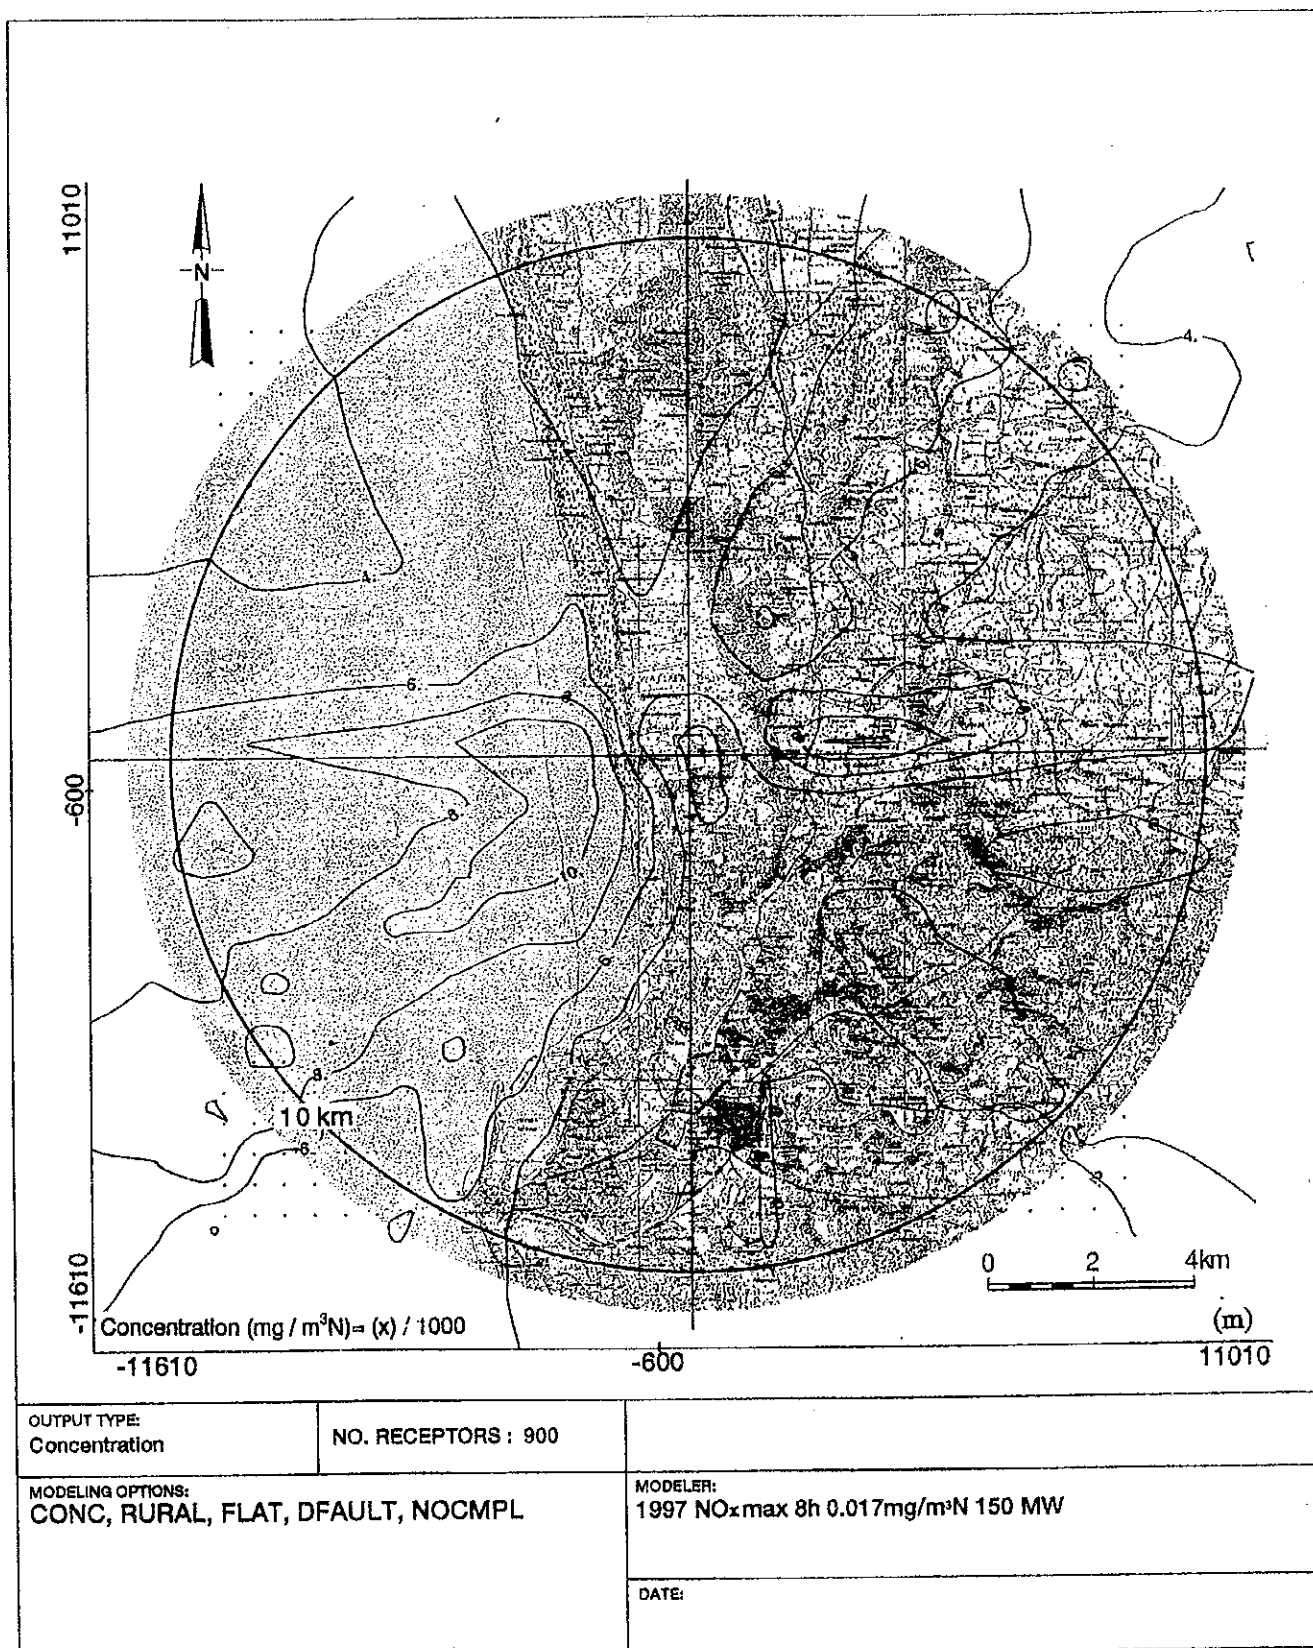 11010
N
4.
4.
6.
8
8
10
6
-600
8
10 km
6
Concentration (mg / m³N)= (x) / 1000
0 2 4km
(m)
-11610
-11610 -600 11010
OUTPUT TYPE:
Concentration
NO. RECEPTORS : 900
MODELING OPTIONS:
CONC, RURAL, FLAT, DFAULT, NOCMPL
MODELER:
1997 NOx max 8h 0.017mg/m³N 150 MW
DATE: